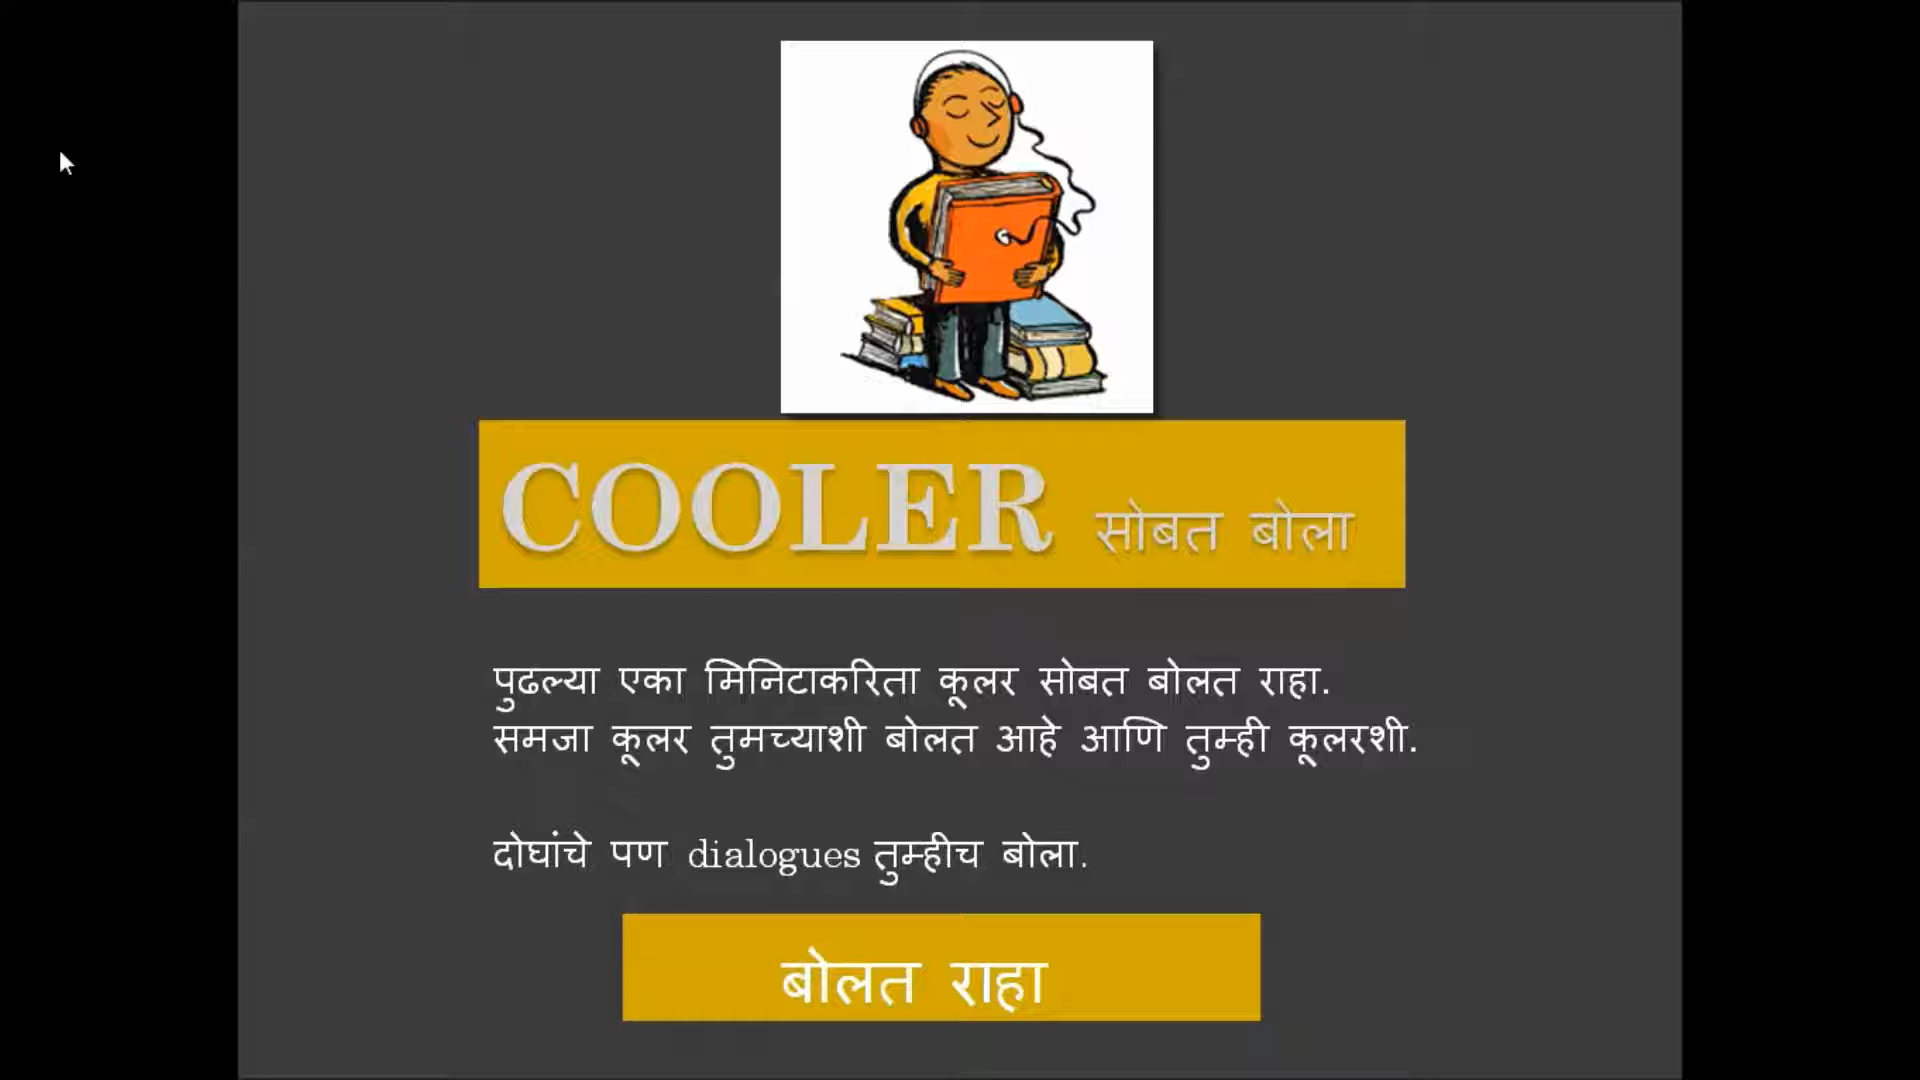 COOLER सोबत बोला
पुढल्या एका मिनिटाकरिता कूलर सोबत बोलत राहा.
समजा कूलर तुमच्याशी बोलत आहे आणि तुम्ही कूलरशी.
दोघांचे पण dialogues तुम्हीच बोला.
बोलत राहा